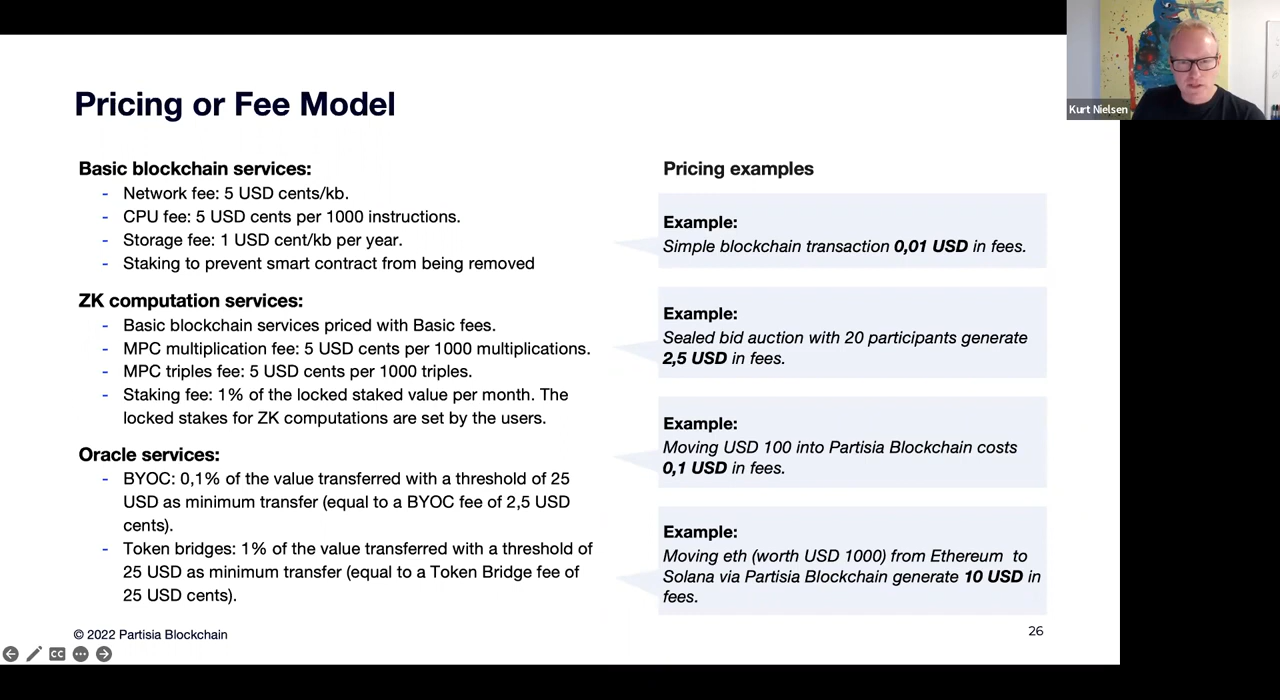 Pricing or Fee Model
Basic blockchain services:
- Network fee: 5 USD cents/kb.
- CPU fee: 5 USD cents per 1000 instructions.
- Storage fee: 1 USD cent/kb per year.
- Staking to prevent smart contract from being removed
ZK computation services:
- Basic blockchain services priced with Basic fees.
- MPC multiplication fee: 5 USD cents per 1000 multiplications.
- MPC triples fee: 5 USD cents per 1000 triples.
- Staking fee: 1% of the locked staked value per month. The
locked stakes for ZK computations are set by the users.
Oracle services:
- BYOC: 0,1% of the value transferred with a threshold of 25
USD as minimum transfer (equal to a BYOC fee of 2,5 USD
cents).
- Token bridges: 1% of the value transferred with a threshold of
25 USD as minimum transfer (equal to a Token Bridge fee of
25 USD cents).
Pricing examples
Example:
Simple blockchain transaction 0,01 USD in fees.
Example:
Sealed bid auction with 20 participants generate
2,5 USD in fees.
Example:
Moving USD 100 into Partisia Blockchain costs
0,1 USD in fees.
Example:
Moving eth (worth USD 1000) from Ethereum to
Solana via Partisia Blockchain generate 10 USD in
fees.
© 2022 Partisia Blockchain
26
CC
Kurt Nielsen